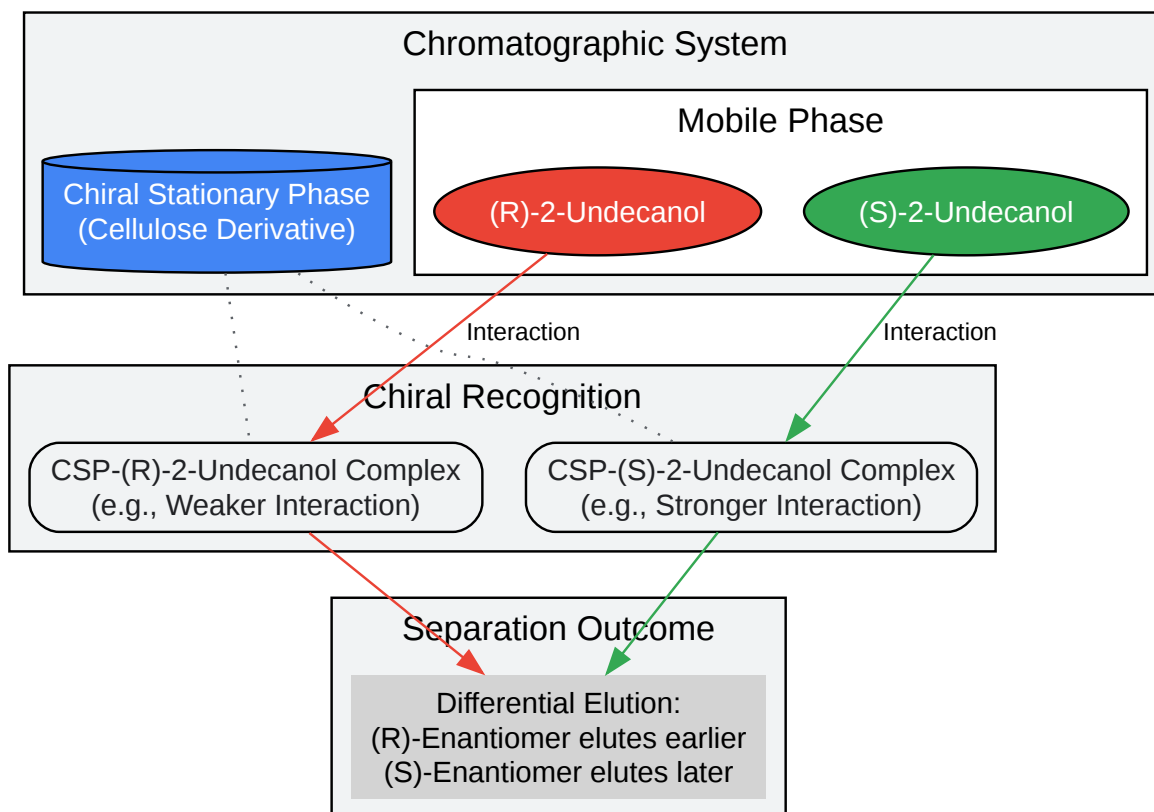 Chromatographic System
Mobile Phase
Chiral Stationary Phase
(Cellulose Derivative)
(R)-2-Undecanol
(S)-2-Undecanol
Interaction
Interaction
Chiral Recognition
CSP-(R)-2-Undecanol Complex
(e.g., Weaker Interaction)
CSP-(S)-2-Undecanol Complex
(e.g., Stronger Interaction)
Separation Outcome
Differential Elution:
(R)-Enantiomer elutes earlier
(S)-Enantiomer elutes later